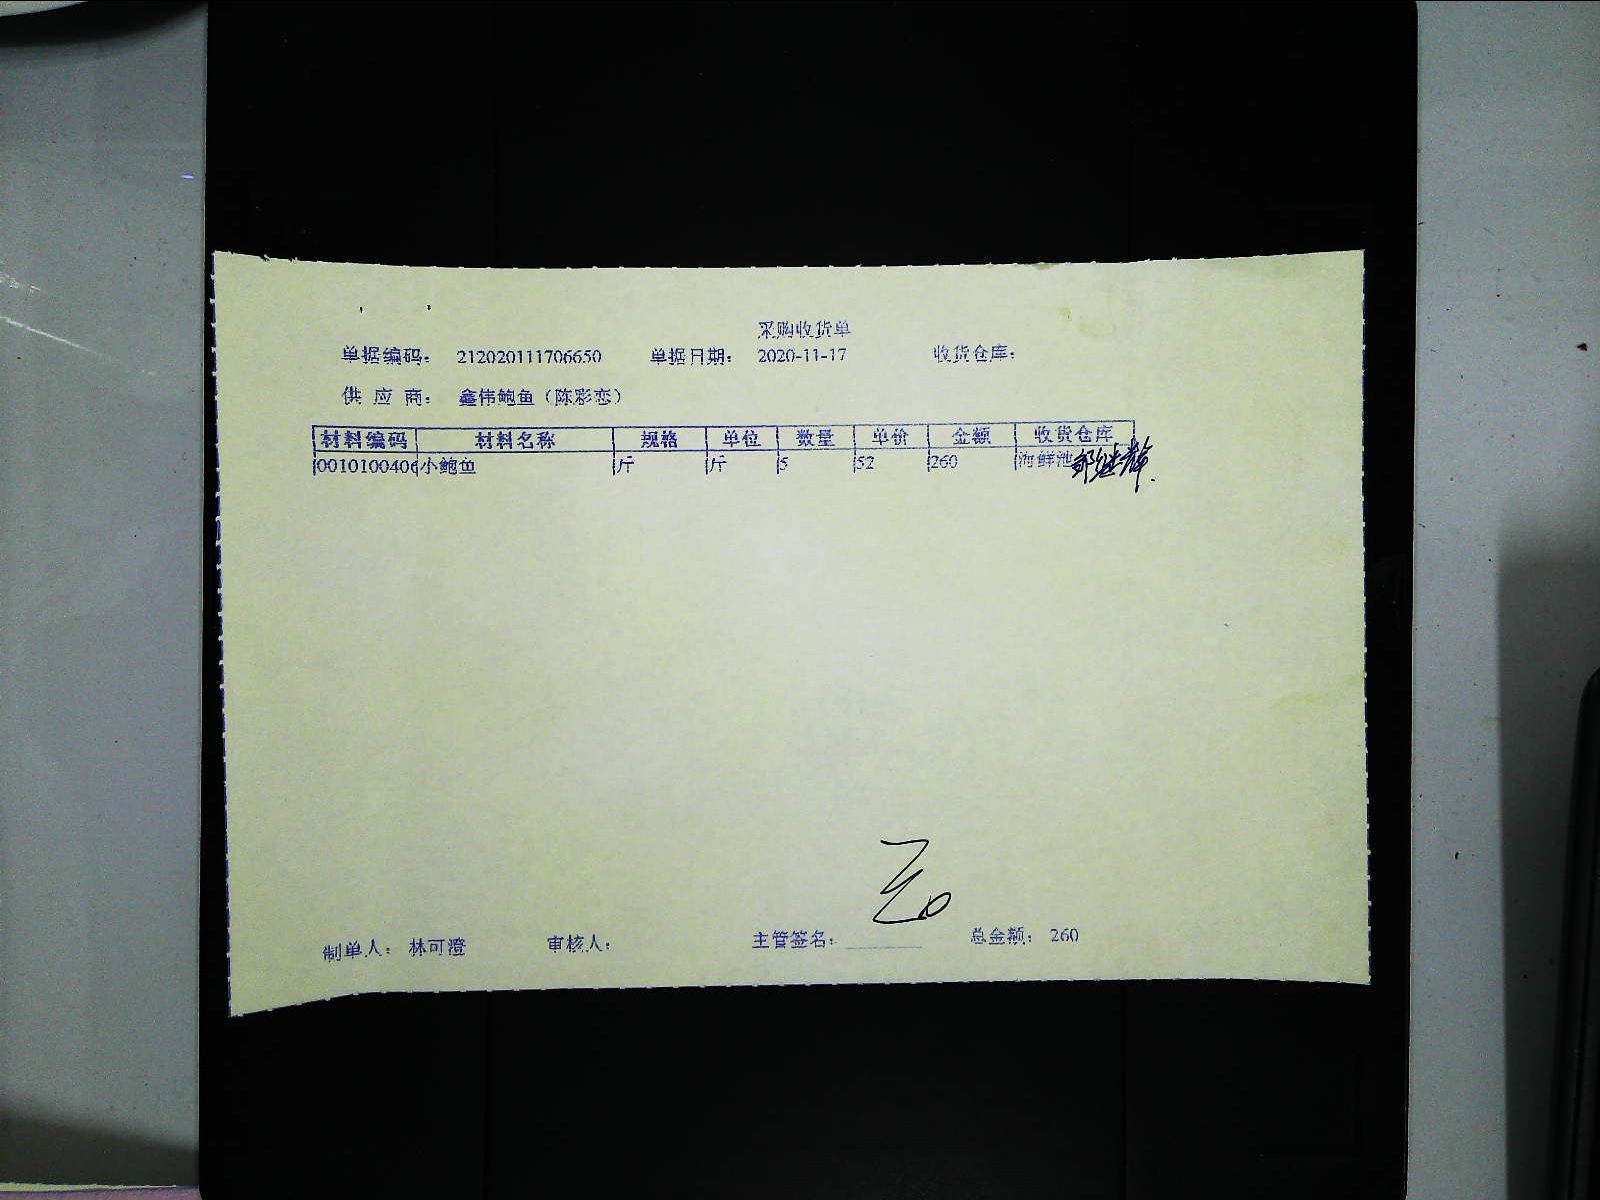 采购收货单
单据编码： 212020111706650 单据日期： 2020-11-17 收货仓库：
供 应 商： 鑫伟鲍鱼（陈彩恋）
材料编码 材料名称 规格 单位 数量 单价 金额 收货仓库
0010100406 小鲍鱼 斤 斤 5 52 260 海鲜池
制单人： 林可澄 审核人： 主管签名： 总金额： 260